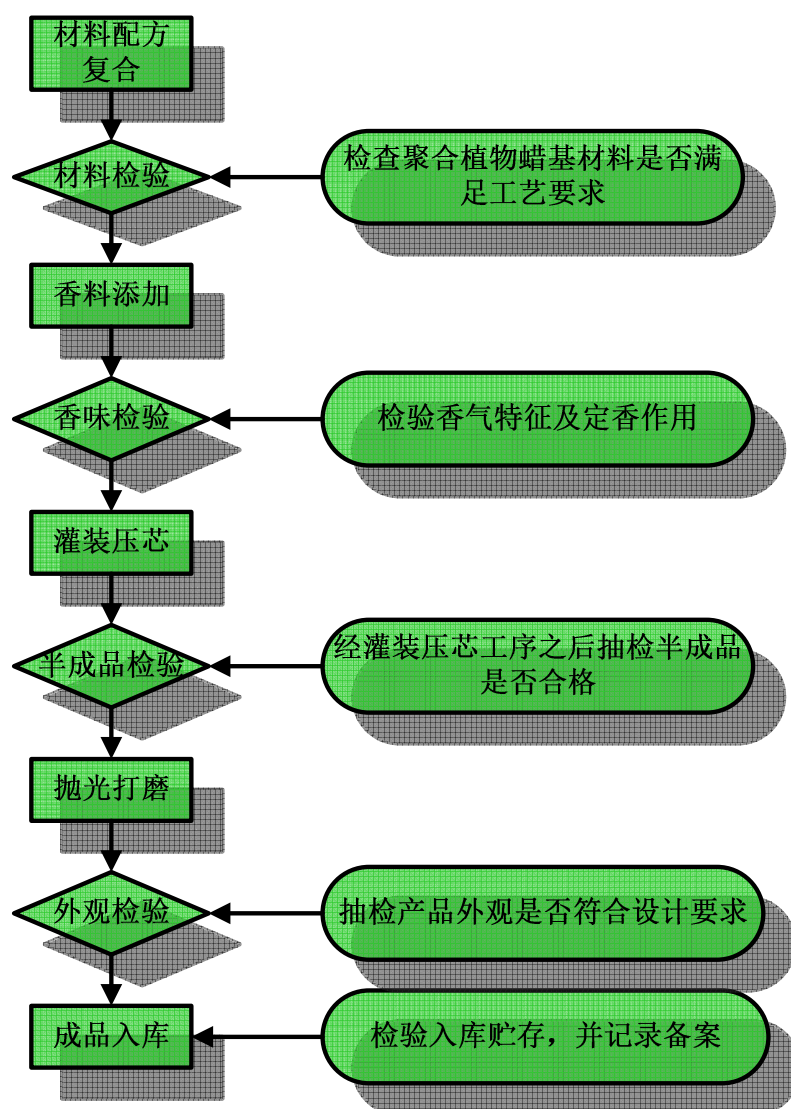 材料配方
复合
材料检验
检查聚合植物蜡基材料是否满
足工艺要求
香料添加
香味检验
检验香气特征及定香作用
灌装压芯
半成品检验
经灌装压芯工序之后抽检半成品
是否合格
抛光打磨
外观检验
抽检产品外观是否符合设计要求
成品入库
检验入库贮存，并记录备案